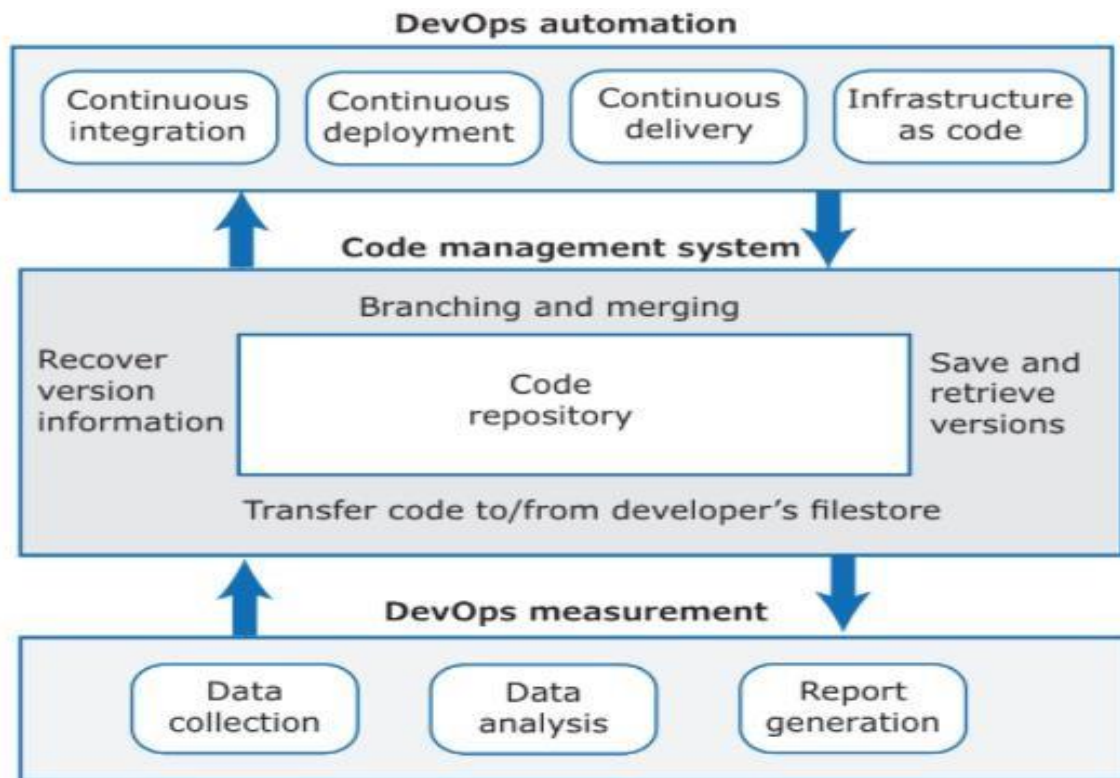 DevOps automation
Continuous
integration
Continuous
deployment
Continuous
delivery
Infrastructure
as code
Code management system
Branching and merging
Recover
version
information
Code
repository
Save and
retrieve
versions
Transfer code to/from developer’s filestore
DevOps measurement
Data
collection
Data
analysis
Report
generation